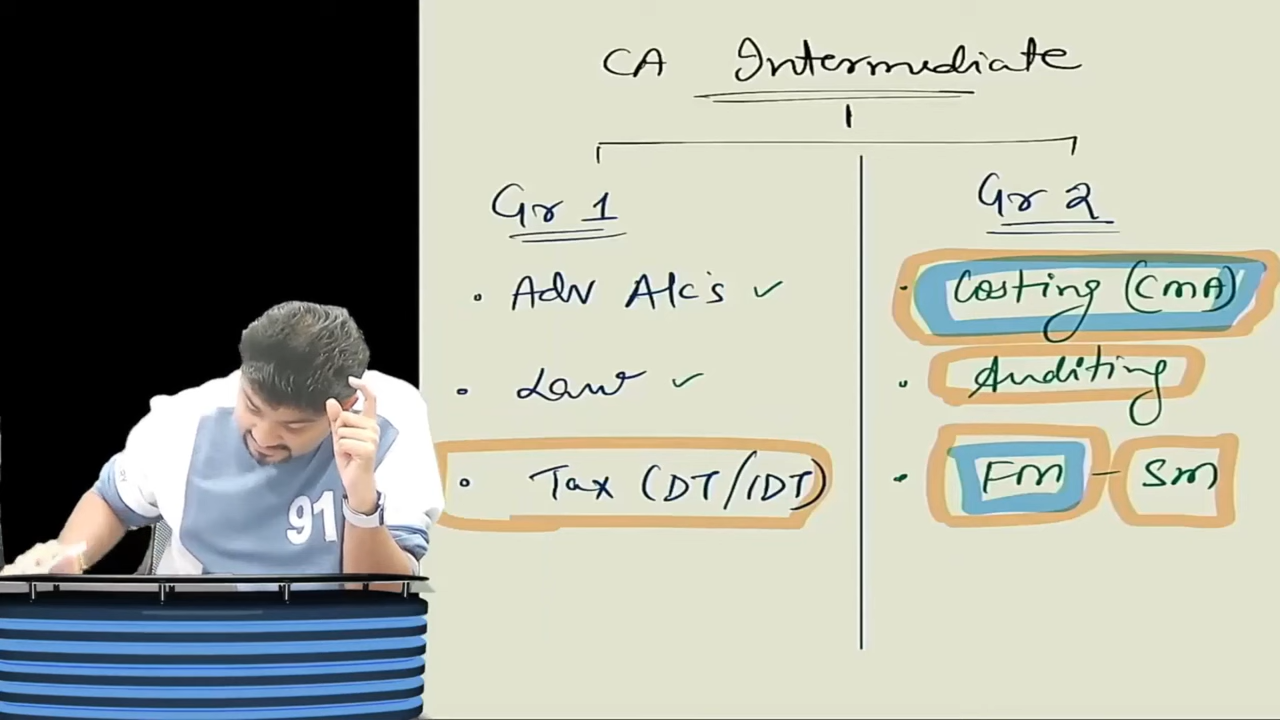 CA Intermediate
Gr 1
• Adv A/c's ✓
• Law ✓
• Tax (DT/IDT)
Gr 2
• Costing (CMA)
• Auditing
• FM - SM
91